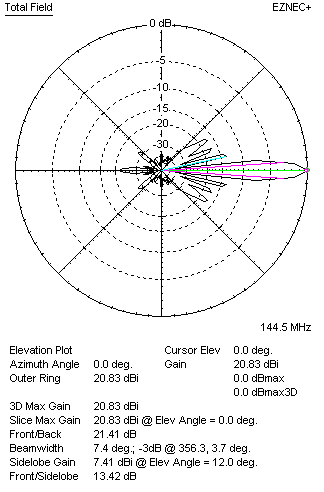 Total Field EZNEC+
0 dB
-5
-10
-15
-20
-30
144.5 MHz
Elevation Plot Cursor Elev 0.0 deg.
Azimuth Angle 0.0 deg. Gain 20.83 dBi
Outer Ring 20.83 dBi 0.0 dBmax
0.0 dBmax3D
3D Max Gain 20.83 dBi
Slice Max Gain 20.83 dBi @ Elev Angle = 0.0 deg.
Front/Back 21.41 dB
Beamwidth 7.4 deg.; -3dB @ 356.3, 3.7 deg.
Sidelobe Gain 7.41 dBi @ Elev Angle = 12.0 deg.
Front/Sidelobe 13.42 dB